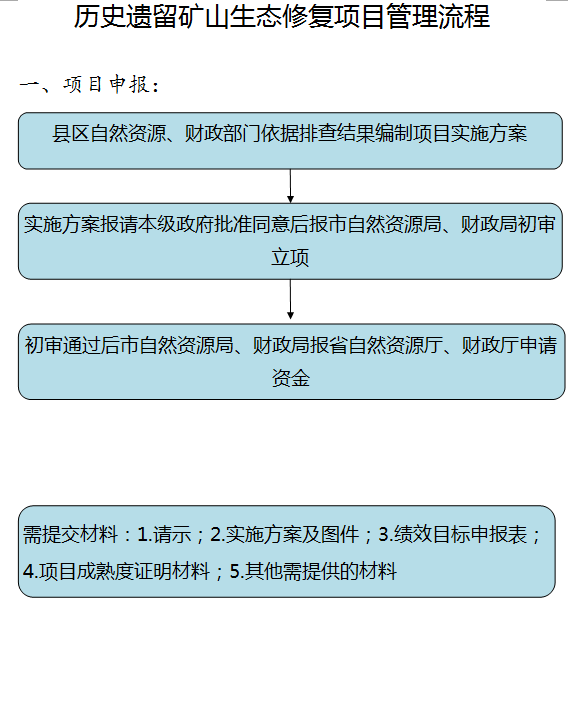 历史遗留矿山生态修复项目管理流程
一、项目申报：
县区自然资源、财政部门依据排查结果编制项目实施方案
实施方案报请本级政府批准同意后报市自然资源局、财政局初审
立项
初审通过后市自然资源局、财政局报省自然资源厅、财政厅申请
资金
需提交材料：1.请示；2.实施方案及图件；3.绩效目标申报表；
4.项目成熟度证明材料；5.其他需提供的材料